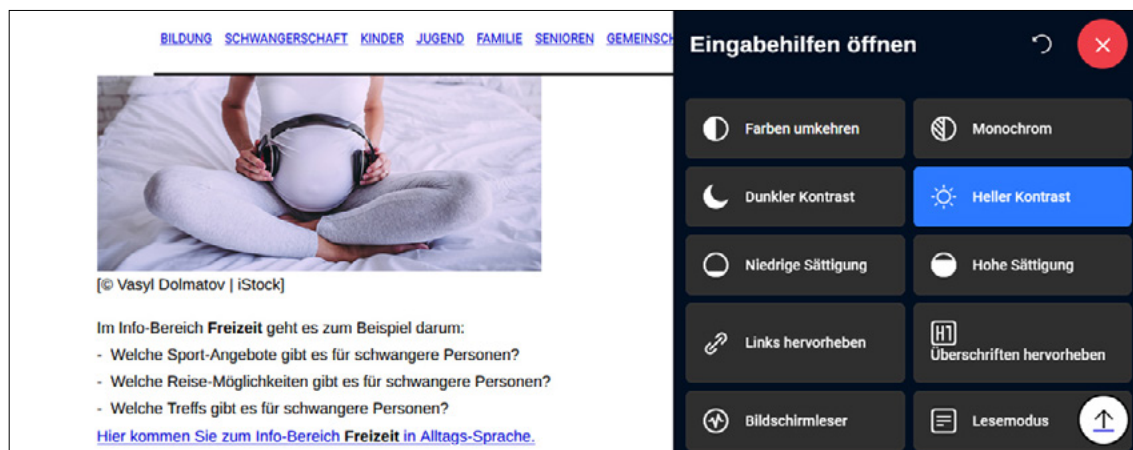 BILDUNG SCHWANGERSCHAFT KINDER JUGEND FAMILIE SENIOREN
[© Vasyl Dolmatov | iStock]
Im Info-Bereich Freizeit geht es zum Beispiel darum:
- Welche Sport-Angebote gibt es für schwangere Personen?
- Welche Reise-Möglichkeiten gibt es für schwangere Personen?
- Welche Treffs gibt es für schwangere Personen?
Hier kommen Sie zum Info-Bereich Freizeit in Alltags-Sprache.
Eingabehilfen öffnen
Farben umkehren
Monochrom
Dunkler Kontrast
Heller Kontrast
Niedrige Sättigung
Hohe Sättigung
Links hervorheben
H1
Überschriften hervorheben
Bildschirmleser
Lesemodus